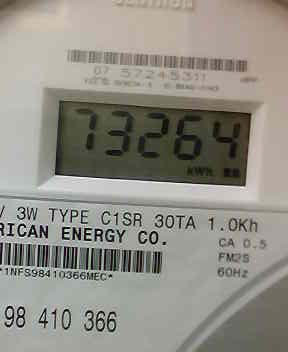 07 57245311
73264
kWh
V 3W TYPE C1SR 30TA 1.0Kh
RICAN ENERGY CO.
CA 0.5
FM2S
*1NFS98410366MEC*
60Hz
98 410 366